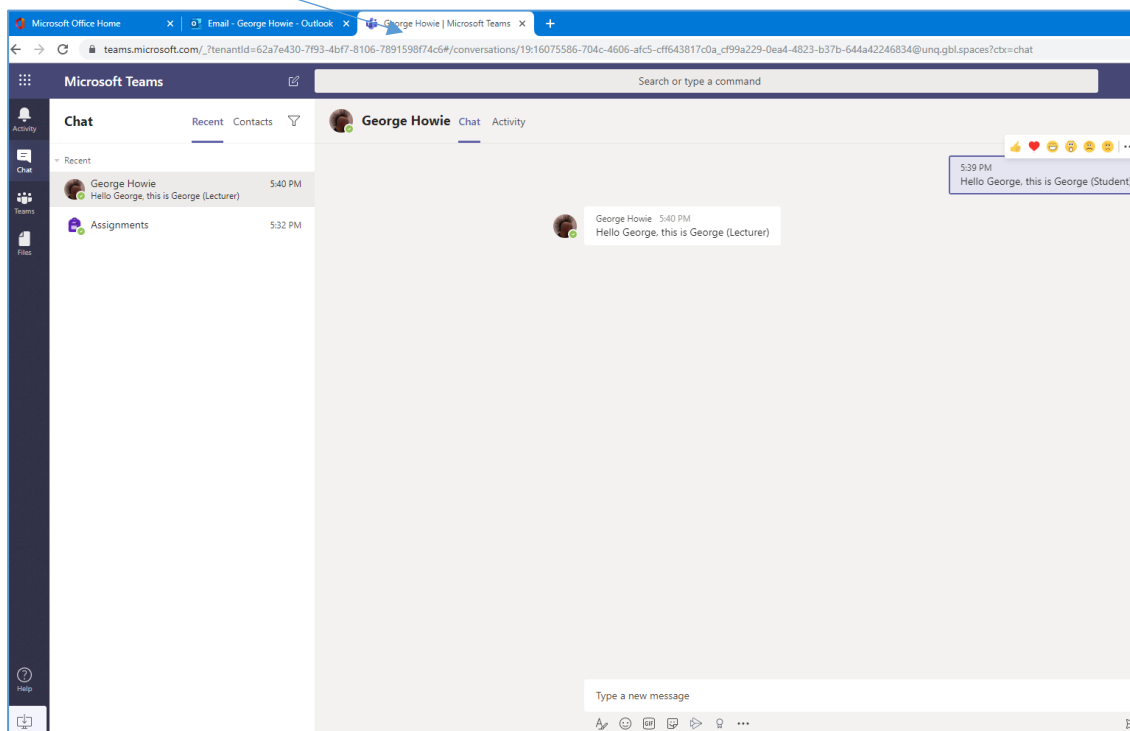 Microsoft Office Home
Email - George Howie - Outlook
George Howie | Microsoft Teams
teams.microsoft.com/_?tenantId=62a7e430-7f93-4bf7-8106-7891598f74c6#/conversations/19:16075586-704c-4606-afc5-cff643817c0a_cf99a229-0ea4-4823-b37b-644a42246834@unq.gbl.spaces?ctx=chat
Microsoft Teams
Search or type a command
Activity
Chat
Teams
Files
Help
Chat
Recent Contacts
Recent
George Howie 5:40 PM
Hello George, this is George (Lecturer)
Assignments 5:32 PM
George Howie Chat Activity
5:39 PM
Hello George, this is George (Student)
George Howie 5:40 PM
Hello George, this is George (Lecturer)
Type a new message
GIF